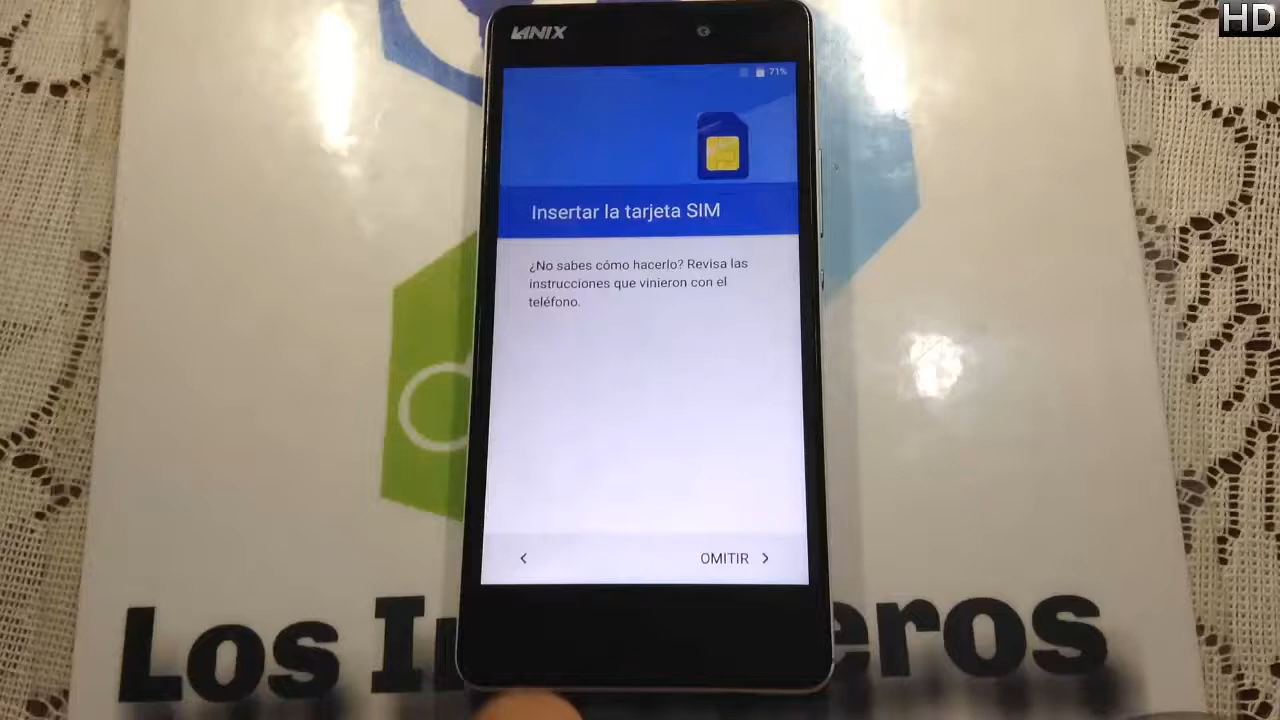 HD
LANIX
71%
Insertar la tarjeta SIM
¿No sabes cómo hacerlo? Revisa las
instrucciones que vinieron con el
teléfono.
OMITIR
Los